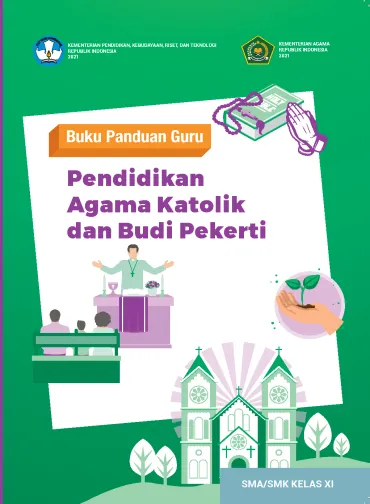 KEMENTERIAN PENDIDIKAN, KEBUDAYAAN, RISET, DAN TEKNOLOGI
REPUBLIK INDONESIA
2021
KEMENTERIAN AGAMA
REPUBLIK INDONESIA
2021
Buku Panduan Guru
Pendidikan
Agama Katolik
dan Budi Pekerti
SMA/SMK KELAS XI